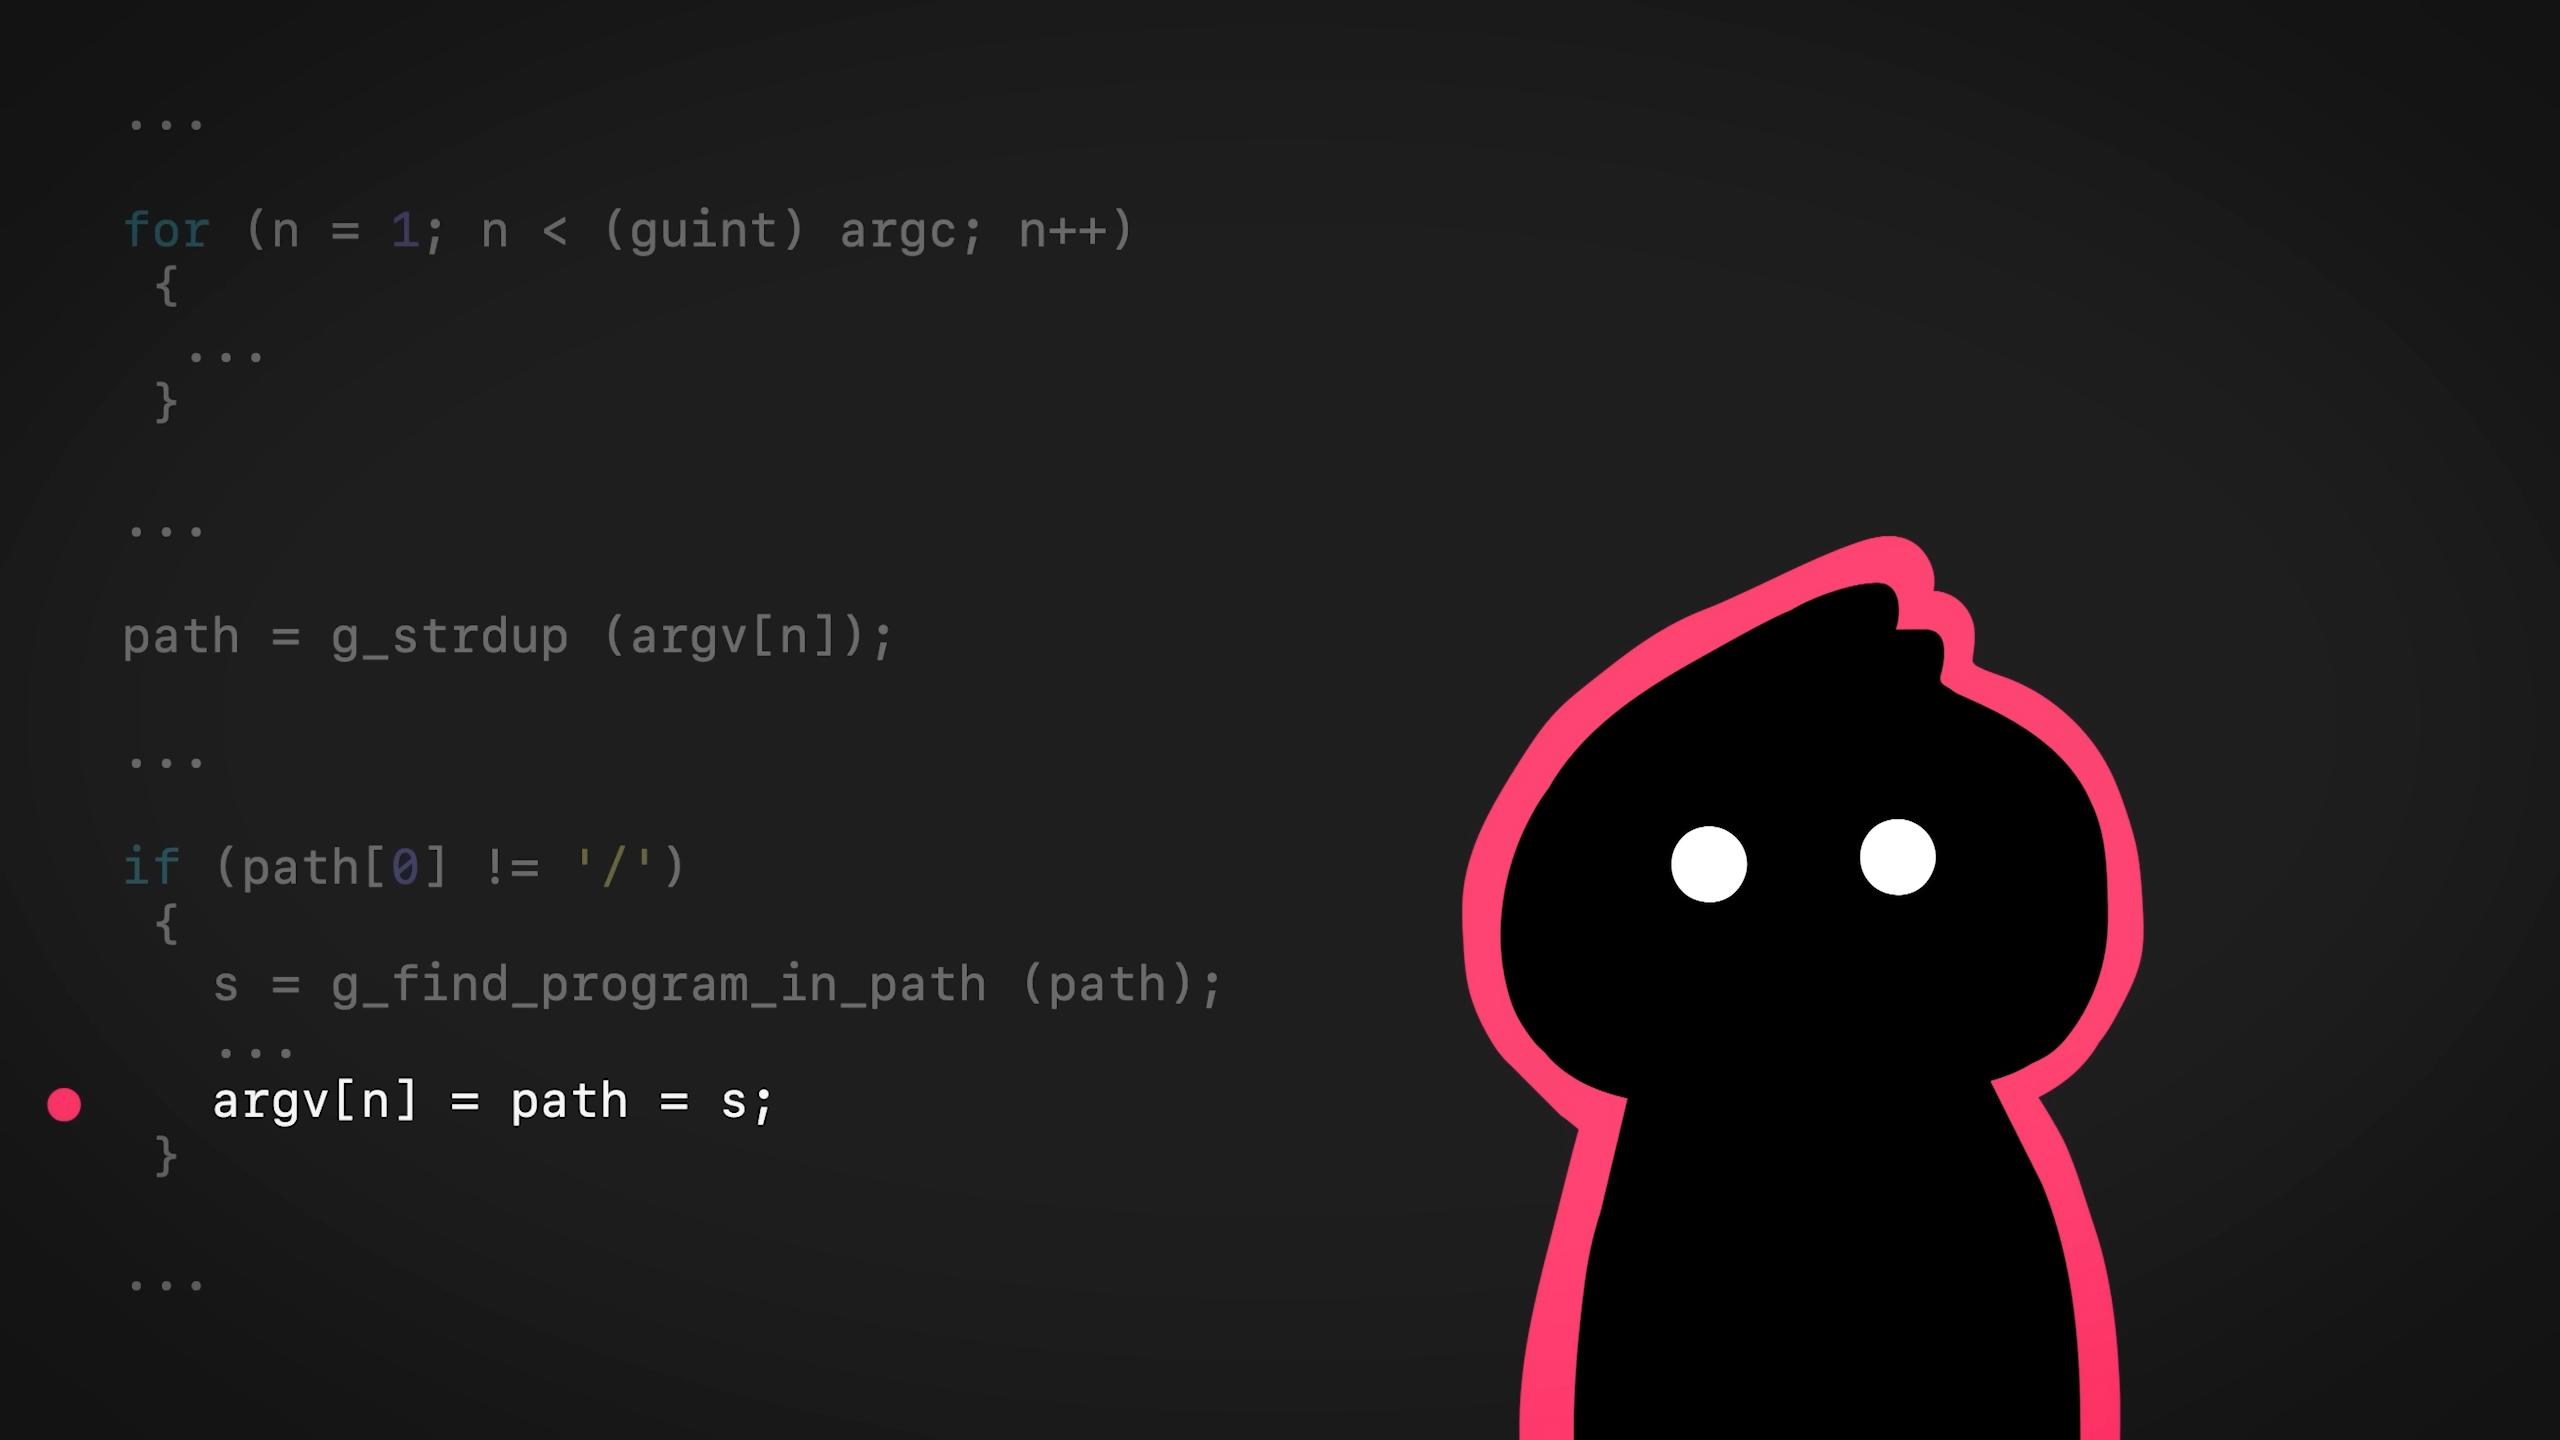 ...
for (n = 1; n < (guint) argc; n++)
{
...
}
...
path = g_strdup (argv[n]);
...
if (path[0] != '/')
{
s = g_find_program_in_path (path);
...
argv[n] = path = s;
}
...